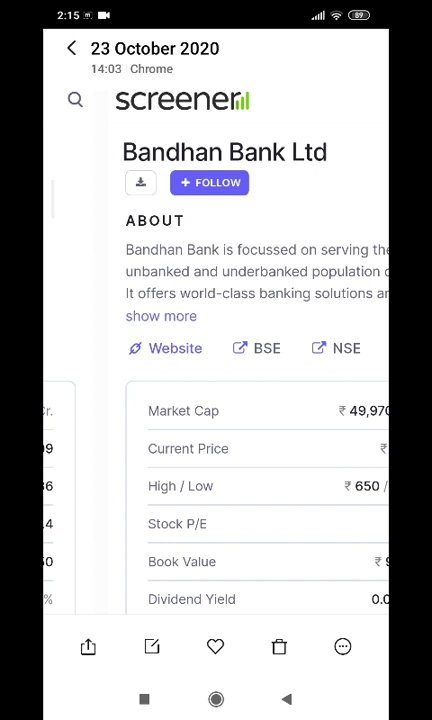 2:15
89
23 October 2020
14:03 Chrome
screener
Bandhan Bank Ltd
+ FOLLOW
ABOUT
Bandhan Bank is focussed on serving the
unbanked and underbanked population
It offers world-class banking solutions
show more
Website
BSE
NSE
Cr.
Market Cap
₹ 49,970
Current Price
₹
High / Low
₹ 650 /
.4
Stock P/E
Book Value
₹
%
Dividend Yield
0.0